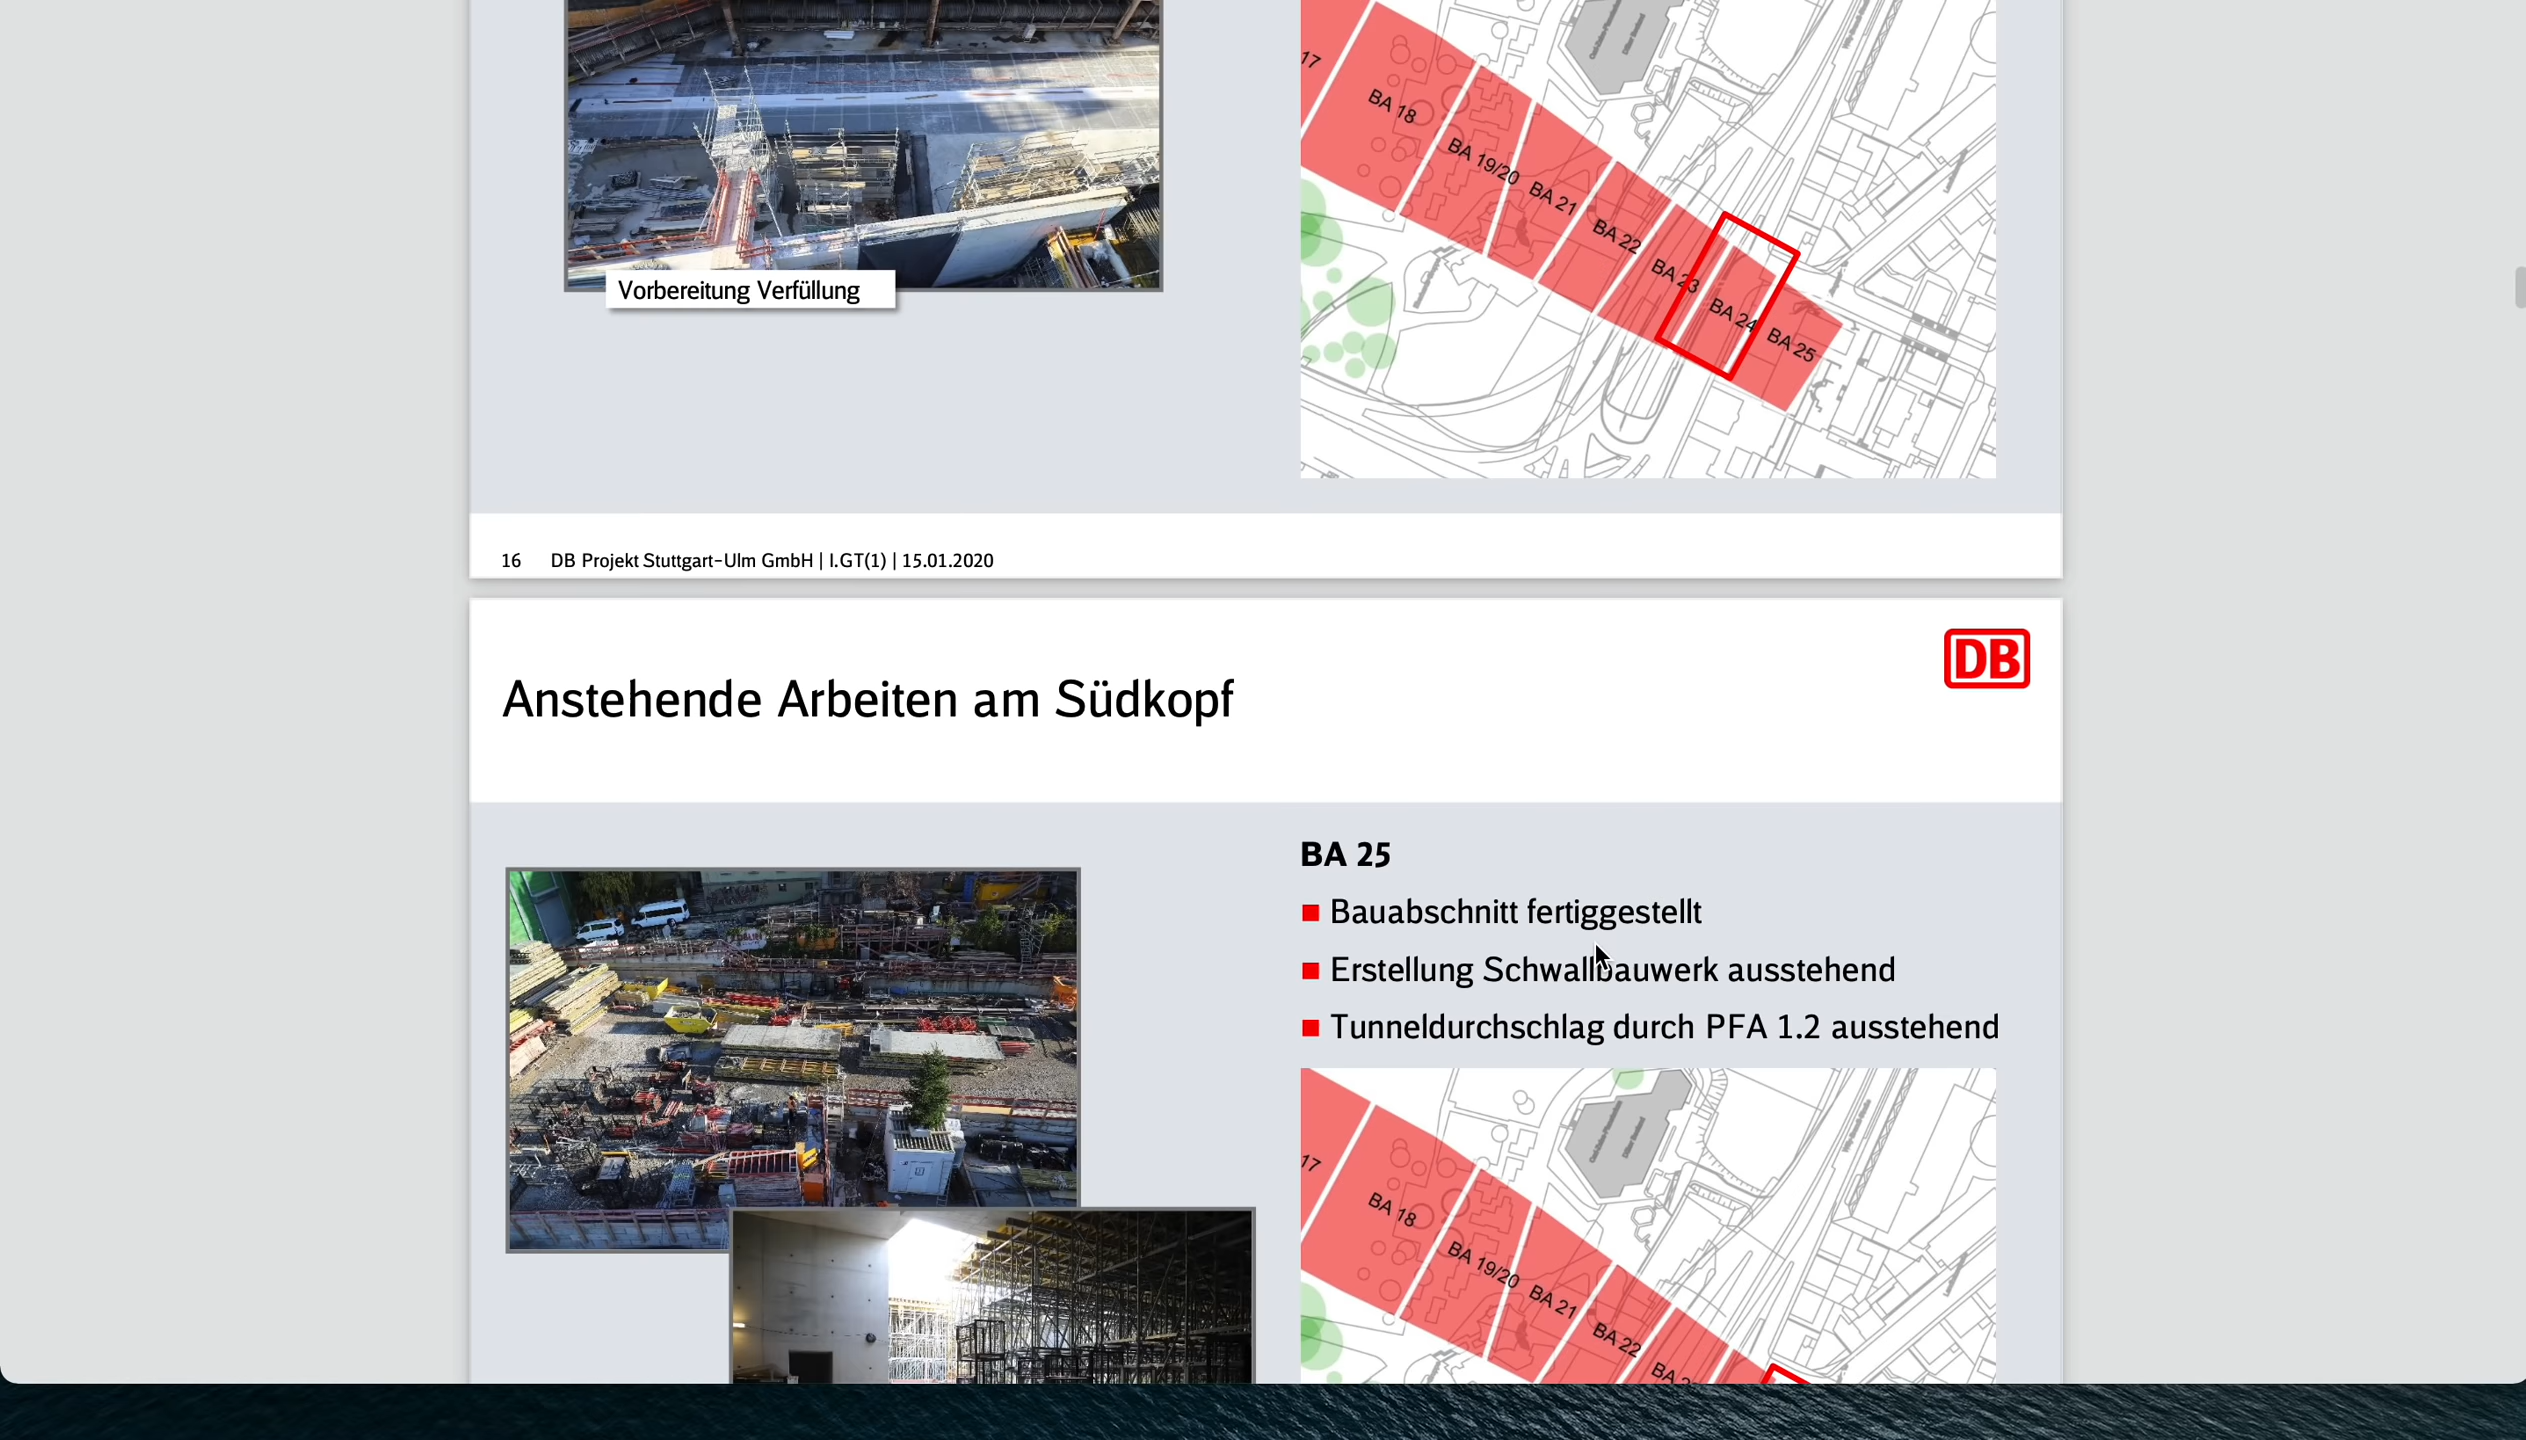 17
BA 18
BA 19/20
BA 21
BA 22
BA 23
BA 24
BA 25
Vorbereitung Verfüllung
16 DB Projekt Stuttgart–Ulm GmbH | I.GT(1) | 15.01.2020
DB
Anstehende Arbeiten am Südkopf
BA 25
Bauabschnitt fertiggestellt
Erstellung Schwallbauwerk ausstehend
Tunneldurchschlag durch PFA 1.2 ausstehend
17
BA 18
BA 19/20
BA 21
BA 22
BA